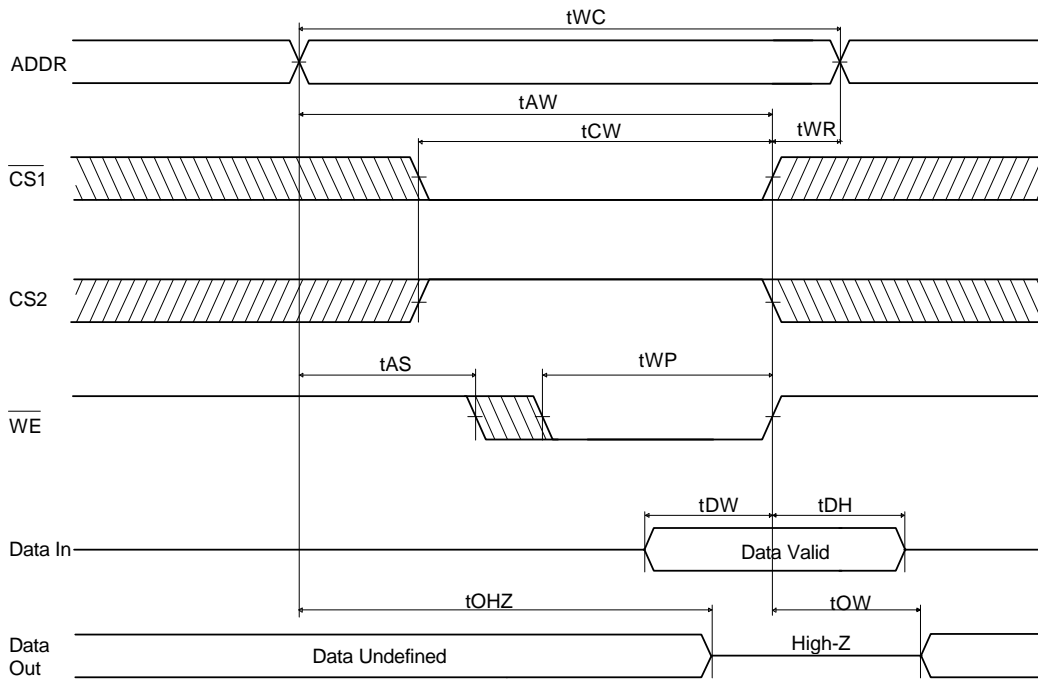 tWC
ADDR
tAW
tCW
tWR
CS1
CS2
tAS
tWP
WE
tDW
tDH
Data In
Data Valid
tOHZ
tOW
Data
Out
Data Undefined
High-Z